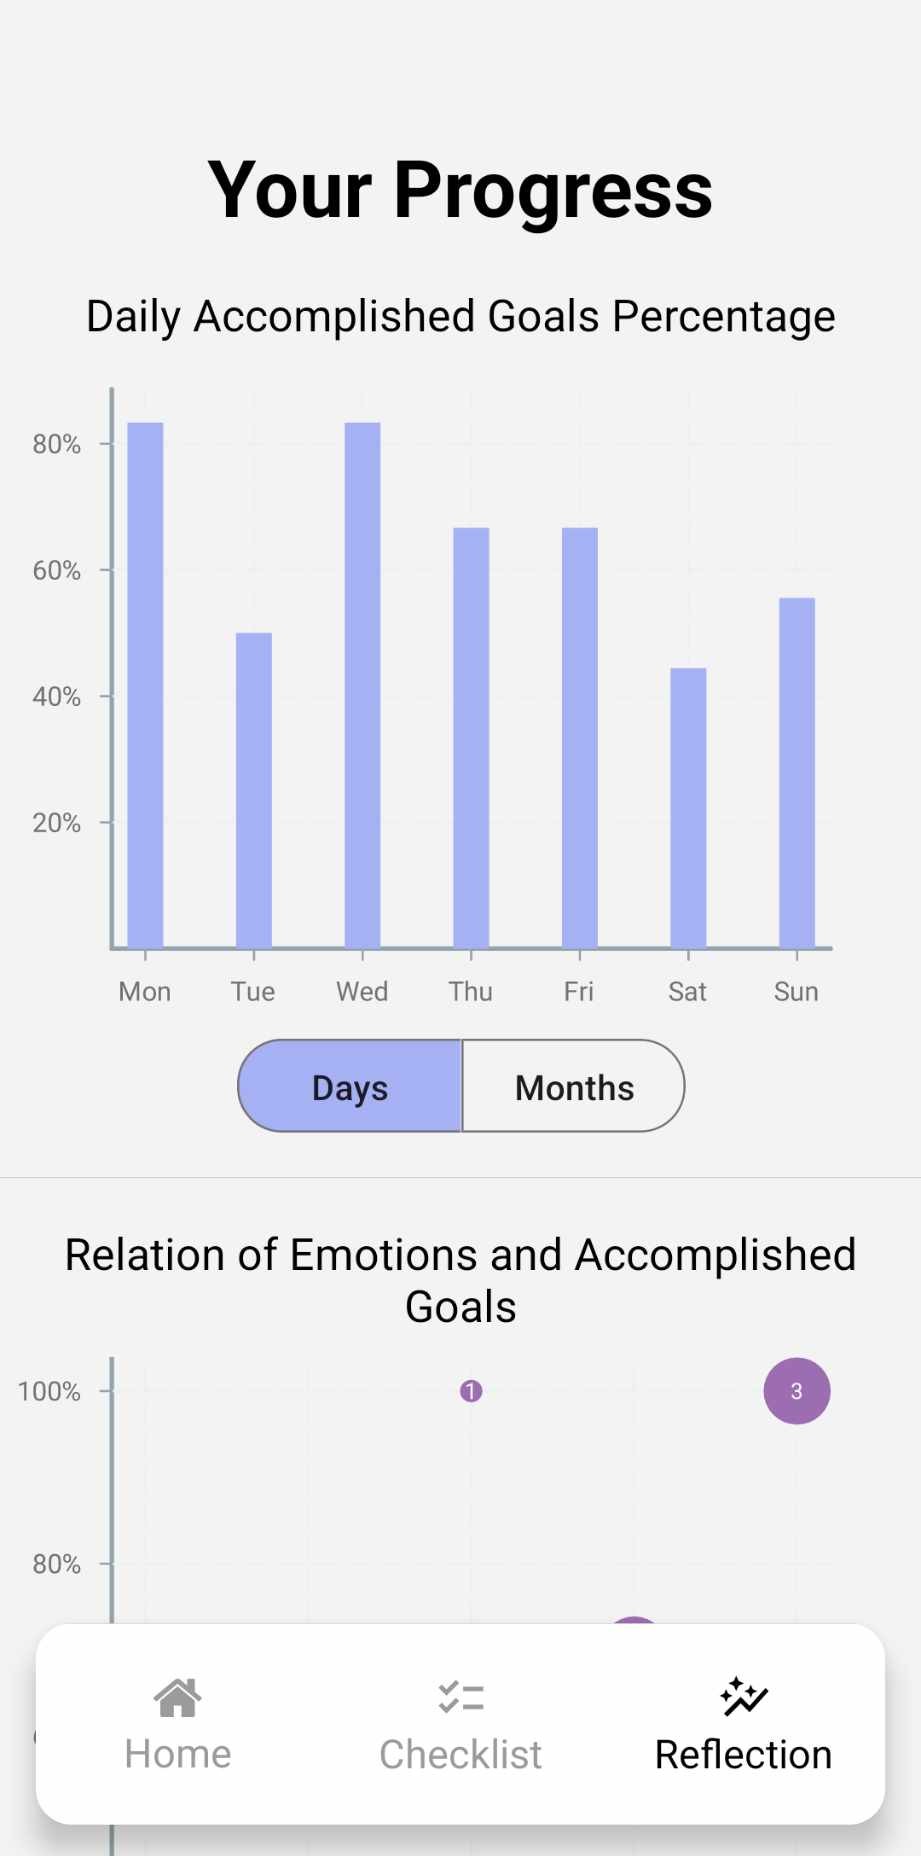 Your Progress
Daily Accomplished Goals Percentage
80%
60%
40%
20%
Mon Tue Wed Thu Fri Sat Sun
Days Months
Relation of Emotions and Accomplished
Goals
100%
1
3
80%
Home Checklist Reflection